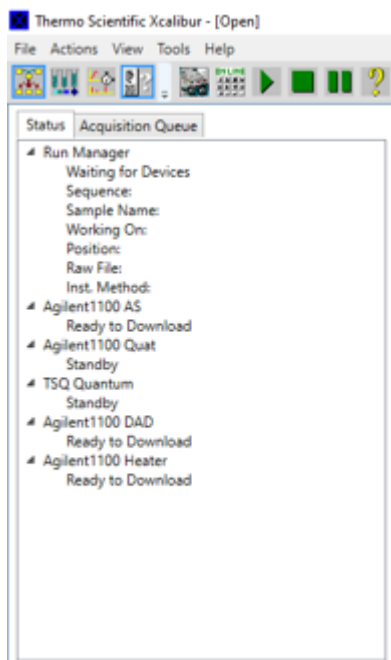 Thermo Scientific Xcalibur - [Open]
File Actions View Tools Help
ON LINE
Status Acquisition Queue
Run Manager
Waiting for Devices
Sequence:
Sample Name:
Working On:
Position:
Raw File:
Inst. Method:
Agilent1100 AS
Ready to Download
Agilent1100 Quat
Standby
TSQ Quantum
Standby
Agilent1100 DAD
Ready to Download
Agilent1100 Heater
Ready to Download